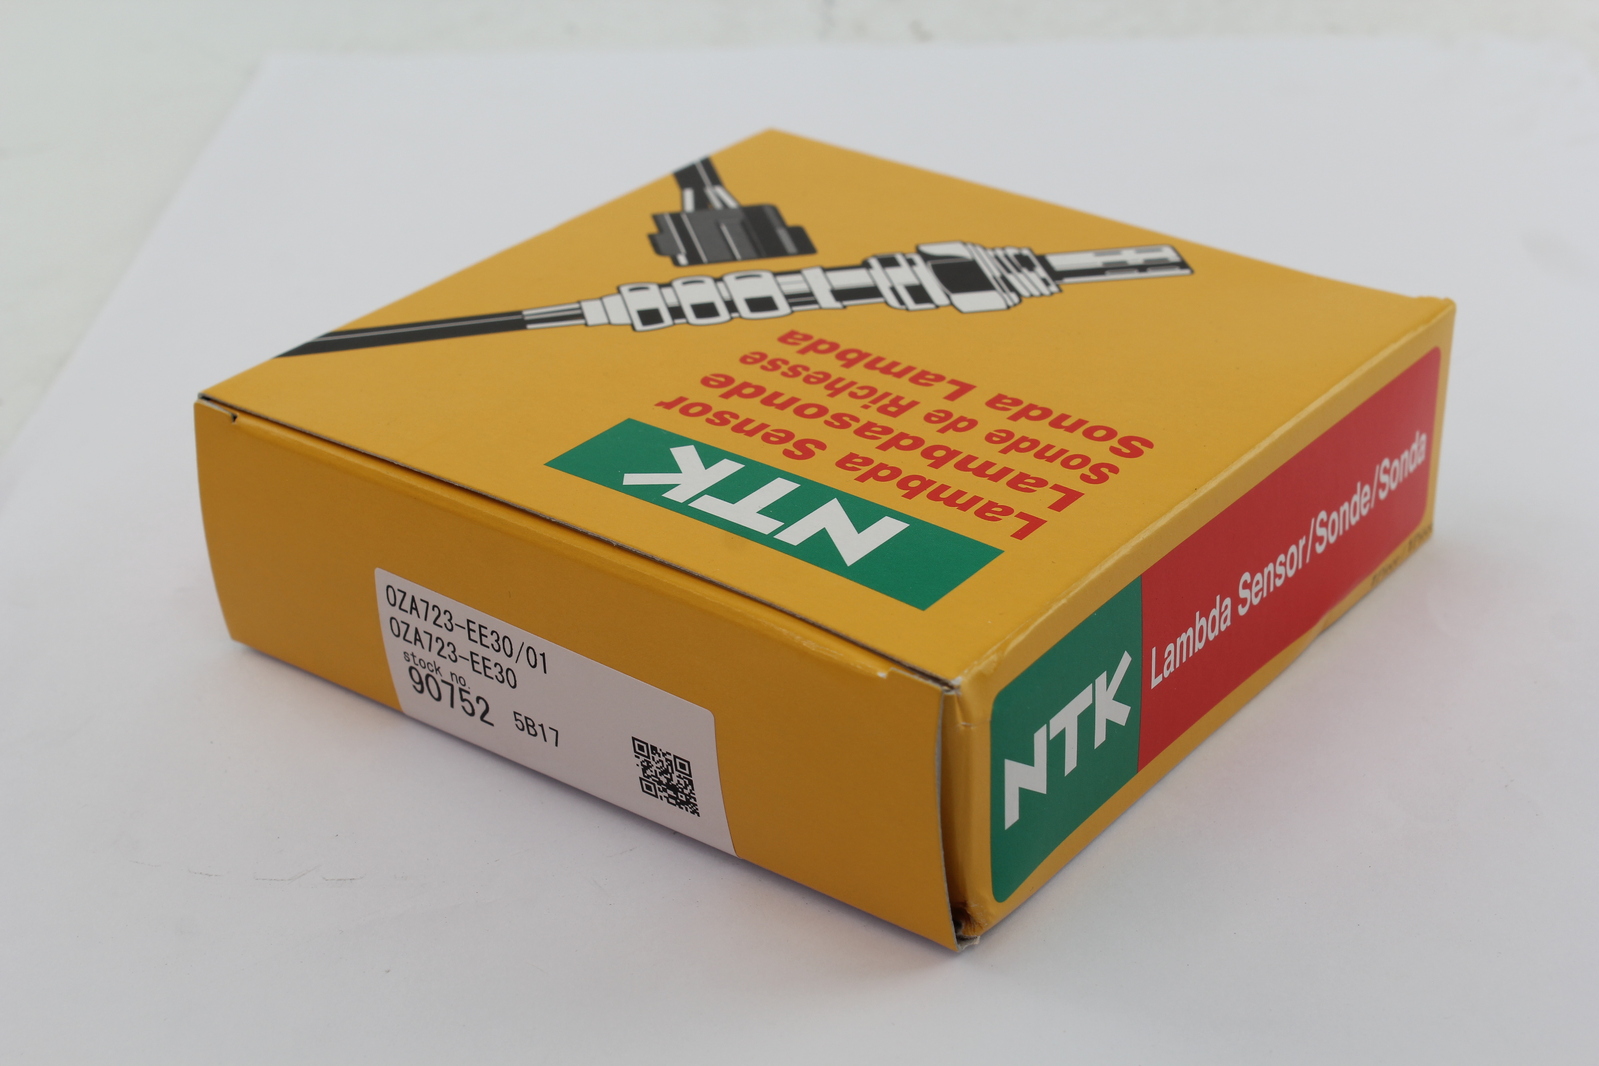 NTK
Lambda Sensor
Lambdasonde
Sonde de Richesse
Sonda Lambda
OZA723-EE30/01
OZA723-EE30
stock no.
90752 5B17
NTK
Lambda Sensor/Sonde/Sonda